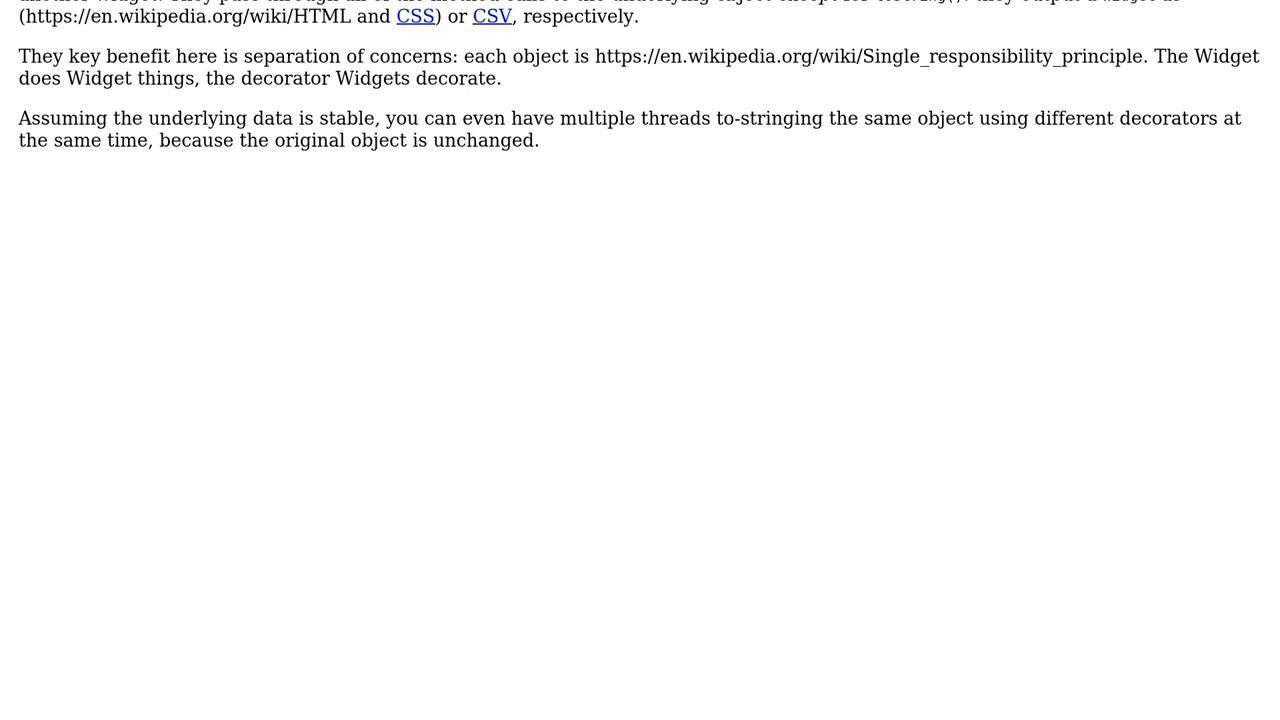 (https://en.wikipedia.org/wiki/HTML and CSS) or CSV, respectively.
They key benefit here is separation of concerns: each object is https://en.wikipedia.org/wiki/Single_responsibility_principle. The Widget
does Widget things, the decorator Widgets decorate.
Assuming the underlying data is stable, you can even have multiple threads to-stringing the same object using different decorators at
the same time, because the original object is unchanged.